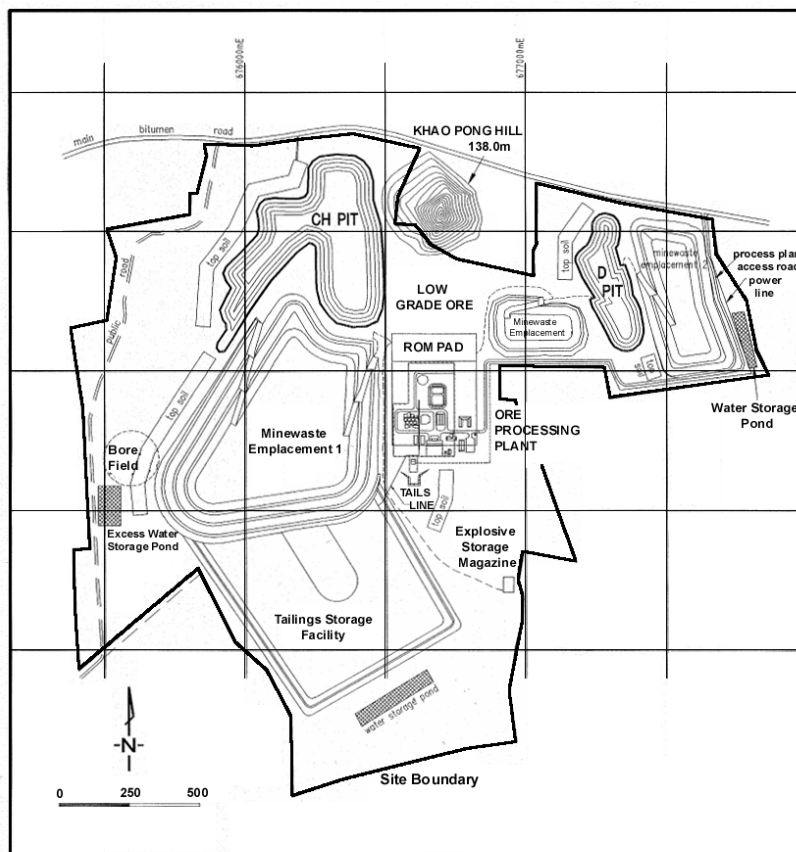 676000mE
677000mE
KHAO PONG HILL
138.0m
main bitumen road
CH PIT
top soil
top soil
D
PIT
minewaste
emplacement 2
process plan
access road
power
line
public road
LOW
GRADE ORE
Minewaste
Emplacement
ROM PAD
top soil
top soil
Water Storage
Pond
ORE
PROCESSING
PLANT
Minewaste
Emplacement 1
Bore
Field
TAILS
LINE
top soil
Excess Water
Storage Pond
Explosive
Storage
Magazine
Tailings Storage
Facility
water storage pond
-N-
Site Boundary
0 250 500